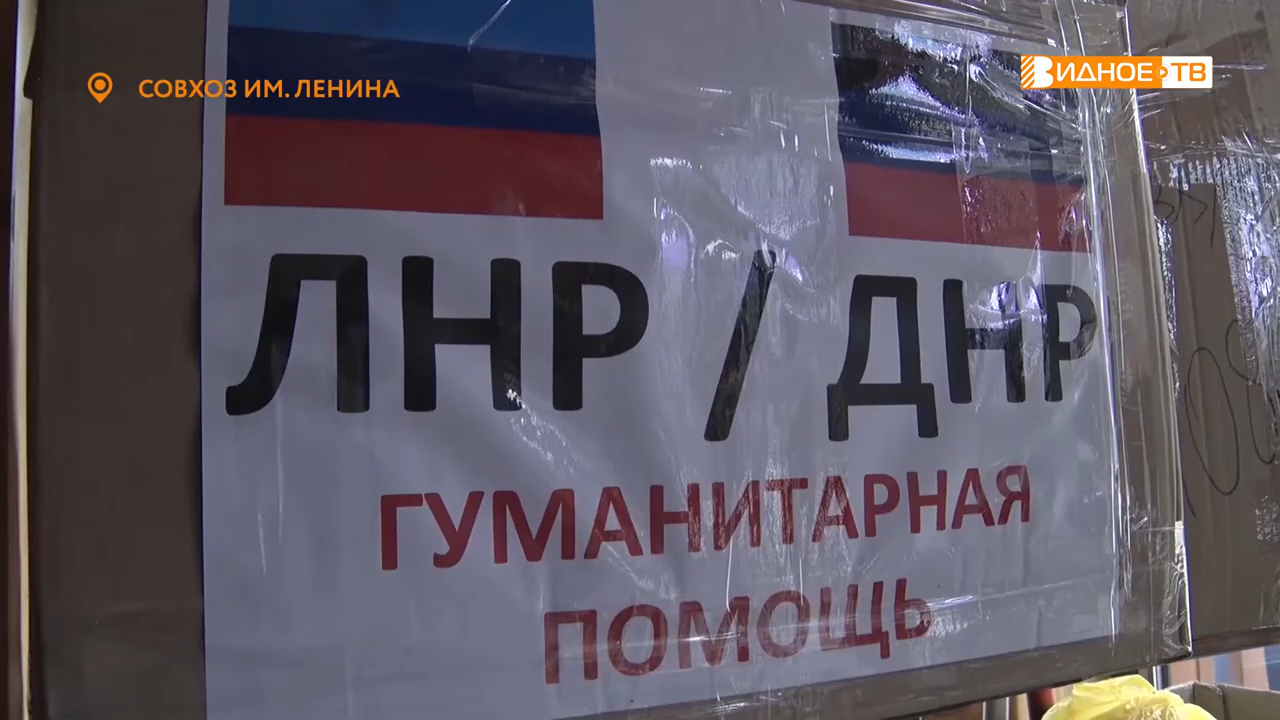 СОВХОЗ ИМ. ЛЕНИНА
ВИДНОЕ ТВ
ЛНР / ДНР
ГУМАНИТАРНАЯ
ПОМОЩЬ